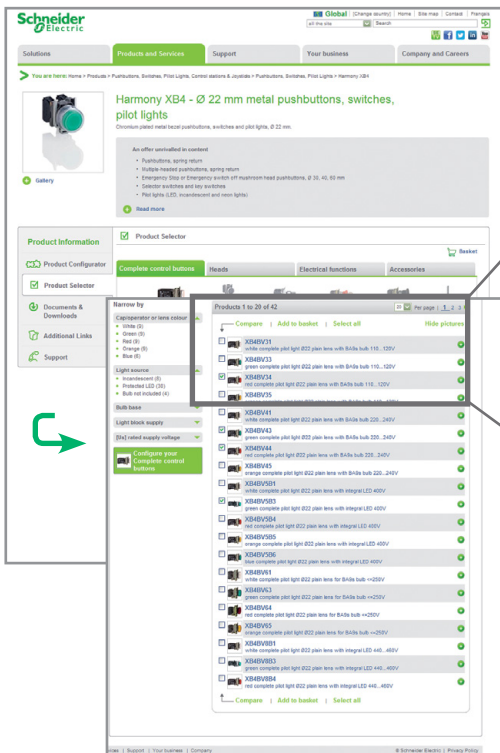 Schneider
Electric
Global | [Change country] | Home | Site map | Contact | Français
all the site
Search
Solutions
Products and Services
Support
Your business
Company and Careers
You are here: Home > Products > Pushbuttons, Switches, Pilot Lights, Control stations & Joysticks > Pushbuttons, Switches, Pilot Lights > Harmony XB4
Harmony XB4 - Ø 22 mm metal pushbuttons, switches,
pilot lights
Chromium plated metal bezel pushbuttons, switches and pilot lights, Ø 22 mm.
An offer unrivalled in content
• Pushbuttons, spring return
• Multiple-headed pushbuttons, spring return
• Emergency Stop or Emergency switch off mushroom head pushbuttons, Ø 30, 40, 60 mm
• Selector switches and key switches
• Pilot lights (LED, incandescent and neon lights)
Read more
Gallery
Product Information
Product Configurator
Product Selector
Documents &
Downloads
Additional Links
Support
Product Selector
Basket
Complete control buttons
Heads
Electrical functions
Accessories
Narrow by
Cap/operator or lens colour
White (9)
Green (9)
Red (9)
Orange (9)
Blue (6)
Light source
Incandescent (8)
Protected LED (30)
Bulb not included (4)
Bulb base
Light block supply
[Us] rated supply voltage
Configure your
Complete control
buttons
Products 1 to 20 of 42
Per page | 1 2 3
Compare | Add to basket | Select all
Hide pictures
XB4BV31
white complete pilot light Ø22 plain lens with BA9s bulb 110...120V
XB4BV33
green complete pilot light Ø22 plain lens with BA9s bulb 110...120V
XB4BV34
red complete pilot light Ø22 plain lens with BA9s bulb 110...120V
XB4BV35
XB4BV41
white complete pilot light Ø22 plain lens with BA9s bulb 220...240V
XB4BV43
green complete pilot light Ø22 plain lens with BA9s bulb 220...240V
XB4BV44
red complete pilot light Ø22 plain lens with BA9s bulb 220...240V
XB4BV45
orange complete pilot light Ø22 plain lens with BA9s bulb 220...240V
XB4BV5B1
white complete pilot light Ø22 plain lens with integral LED 400V
XB4BV5B3
green complete pilot light Ø22 plain lens with integral LED 400V
XB4BV5B4
red complete pilot light Ø22 plain lens with integral LED 400V
XB4BV5B5
orange complete pilot light Ø22 plain lens with integral LED 400V
XB4BV5B6
blue complete pilot light Ø22 plain lens with integral LED 400V
XB4BV61
white complete pilot light Ø22 plain lens for BA9s bulb <=250V
XB4BV63
green complete pilot light Ø22 plain lens for BA9s bulb <=250V
XB4BV64
red complete pilot light Ø22 plain lens for BA9s bulb <=250V
XB4BV65
orange complete pilot light Ø22 plain lens for BA9s bulb <=250V
XB4BV8B1
white complete pilot light Ø22 plain lens with integral LED 440...460V
XB4BV8B3
green complete pilot light Ø22 plain lens with integral LED 440...460V
XB4BV8B4
red complete pilot light Ø22 plain lens with integral LED 440...460V
Compare | Add to basket | Select all
| Support | Your business | Company
© Schneider Electric | Privacy Policy